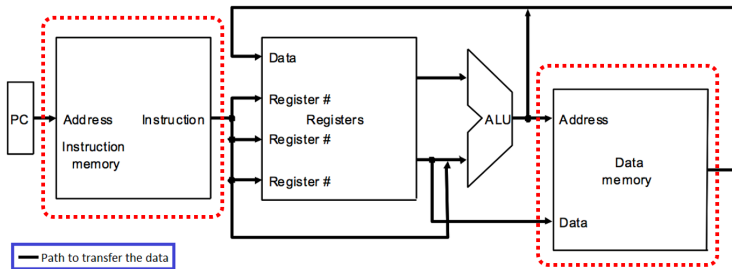 PC
Address
Instruction
Instruction
memory
Data
Register #
Registers
Register #
Register #
ALU
Address
Data
memory
Data
Path to transfer the data